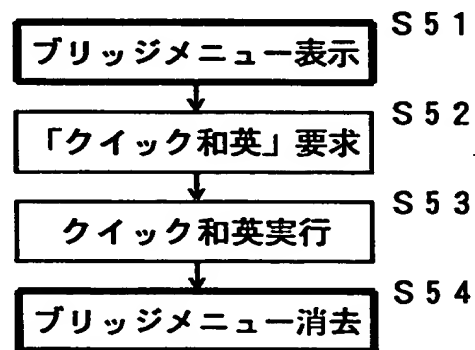 S51
ブリッジメニュー表示
S52
「クイック和英」要求
S53
クイック和英実行
S54
ブリッジメニュー消去